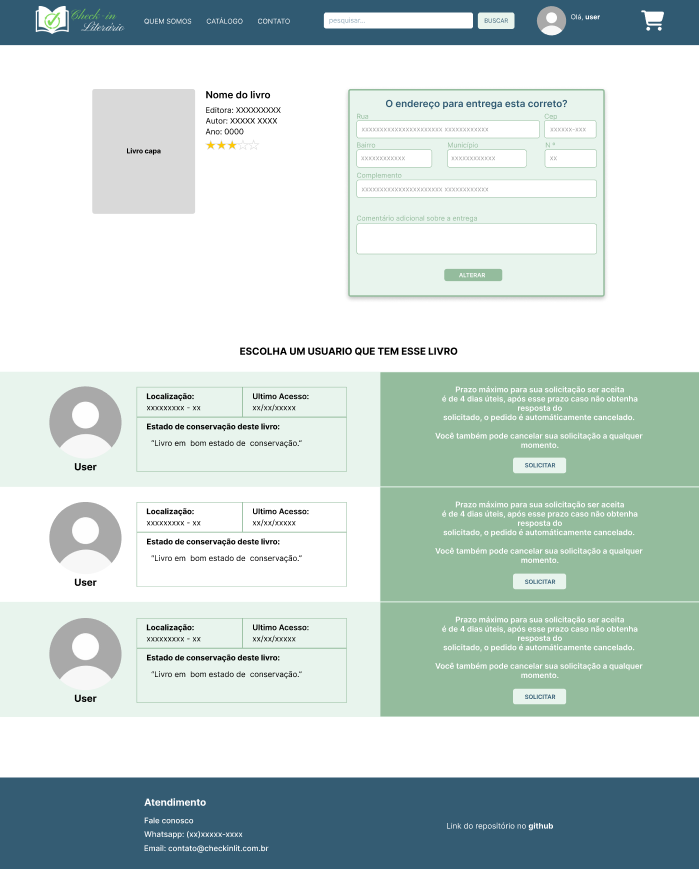 Check-in
Literário
QUEM SOMOS
CATÁLOGO
CONTATO
pesquisar...
BUSCAR
Olá, user
Livro capa
Nome do livro
Editora: XXXXXXXXX
Autor: XXXXX XXXX
Ano: 0000
O endereço para entrega esta correto?
Rua
Cep
xxxxxxxxxxxxxxxxxxxxx xxxxxxxxxxx
xxxxxx-xxx
Bairro
Município
N °
xxxxxxxxxxxx
xxxxxxxxxxxx
xx
Complemento
xxxxxxxxxxxxxxxxxxxxx xxxxxxxxxxx
Comentário adicional sobre a entrega
ALTERAR
ESCOLHA UM USUARIO QUE TEM ESSE LIVRO
User
Localização:
xxxxxxxxx - xx
Ultimo Acesso:
xx/xx/xxxxx
Estado de conservação deste livro:
“Livro em bom estado de conservação.”
Prazo máximo para sua solicitação ser aceita
é de 4 dias úteis, após esse prazo caso não obtenha
resposta do
solicitado, o pedido é automáticamente cancelado.
Você também pode cancelar sua solicitação a qualquer
momento.
SOLICITAR
User
Localização:
xxxxxxxxx - xx
Ultimo Acesso:
xx/xx/xxxxx
Estado de conservação deste livro:
“Livro em bom estado de conservação.”
Prazo máximo para sua solicitação ser aceita
é de 4 dias úteis, após esse prazo caso não obtenha
resposta do
solicitado, o pedido é automáticamente cancelado.
Você também pode cancelar sua solicitação a qualquer
momento.
SOLICITAR
User
Localização:
xxxxxxxxx - xx
Ultimo Acesso:
xx/xx/xxxxx
Estado de conservação deste livro:
“Livro em bom estado de conservação.”
Prazo máximo para sua solicitação ser aceita
é de 4 dias úteis, após esse prazo caso não obtenha
resposta do
solicitado, o pedido é automáticamente cancelado.
Você também pode cancelar sua solicitação a qualquer
momento.
SOLICITAR
Atendimento
Fale conosco
Whatsapp: (xx)xxxxx-xxxx
Email: contato@checkinlit.com.br
Link do repositório no github